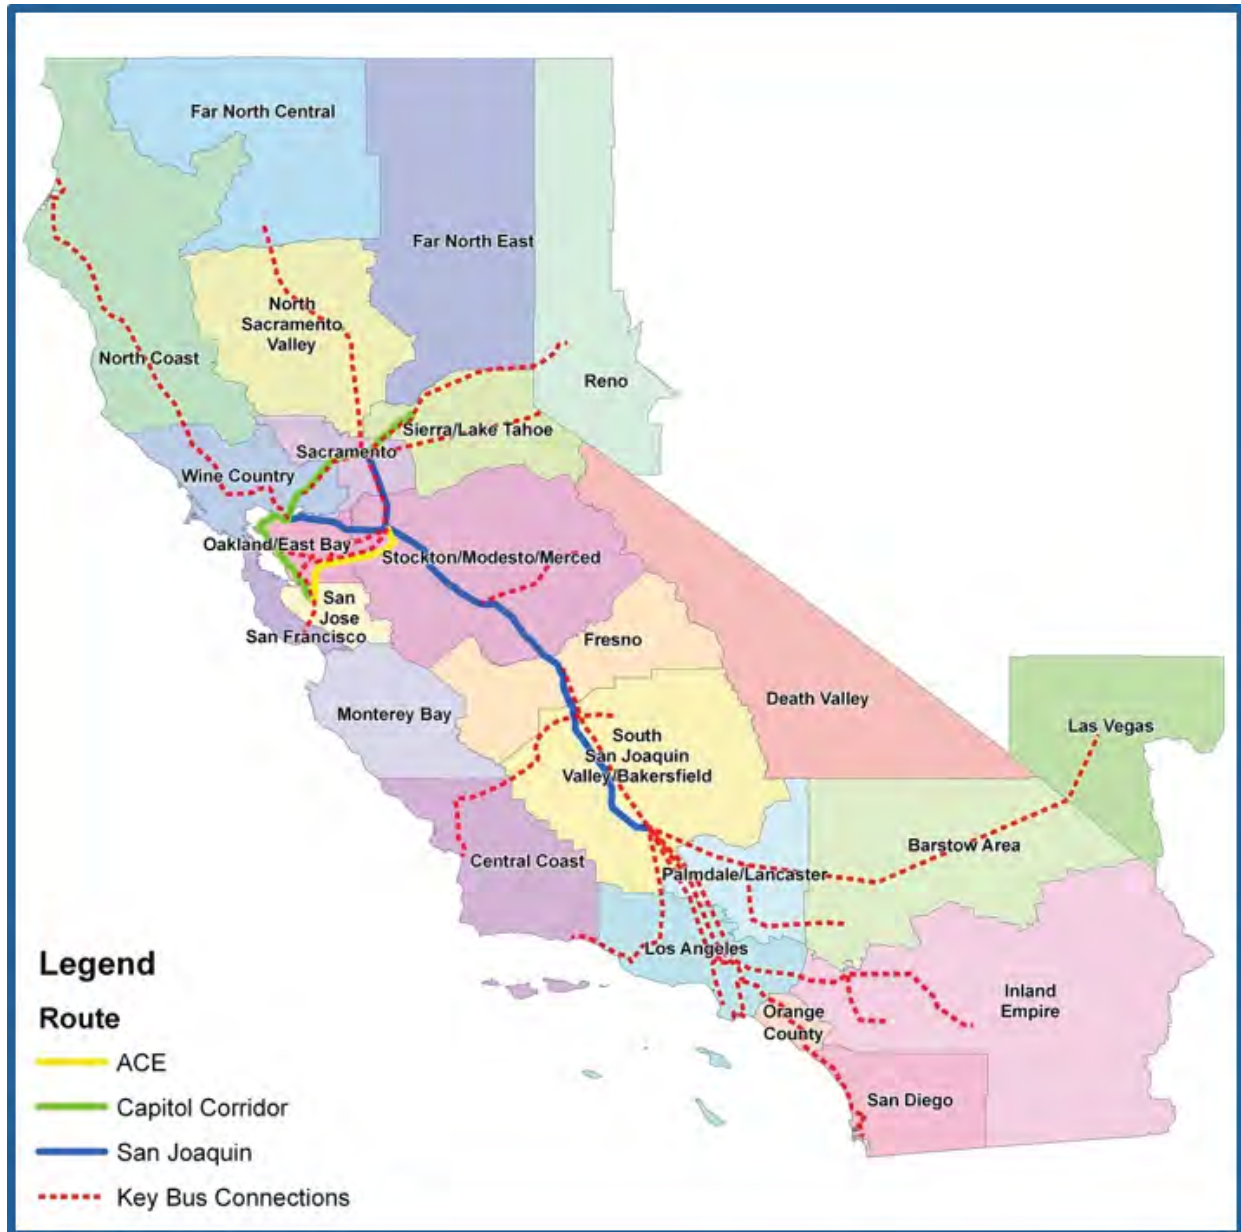 Far North Central
Far North East
North
Sacramento
Valley
North Coast
Reno
Sierra/Lake Tahoe
Sacramento
Wine Country
Oakland/East Bay
Stockton/Modesto/Merced
San
Jose
San Francisco
Fresno
Death Valley
Monterey Bay
Las Vegas
South
San Joaquin
Valley/Bakersfield
Barstow Area
Central Coast
Palmdale/Lancaster
Los Angeles
Inland
Empire
Orange
County
San Diego
Legend
Route
ACE
Capitol Corridor
San Joaquin
Key Bus Connections